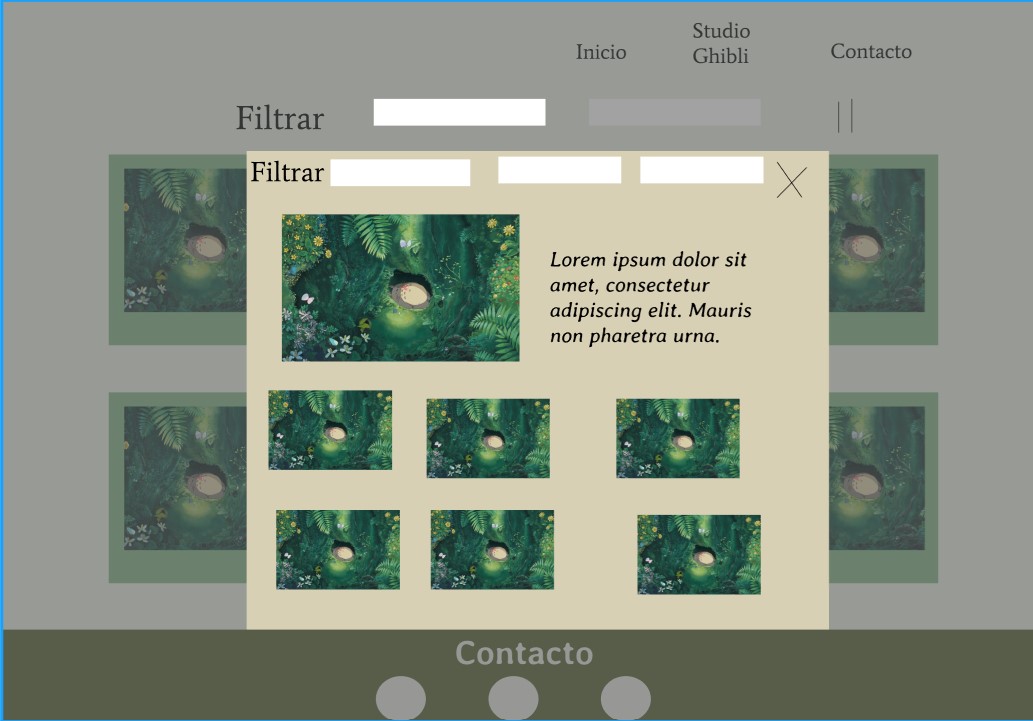 Inicio
Studio
Ghibli
Contacto
Filtrar
Filtrar
Lorem ipsum dolor sit
amet, consectetur
adipiscing elit. Mauris
non pharetra urna.
Contacto